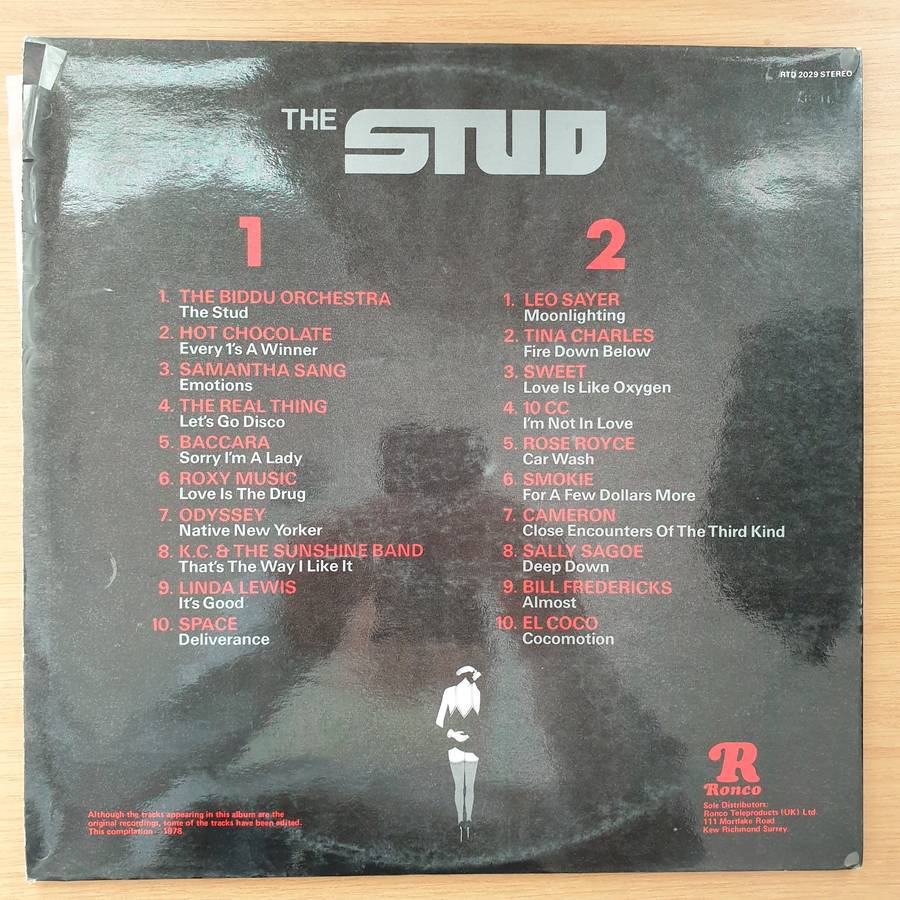 RTD 2029 STEREO
THE STUD
1
1. THE BIDDU ORCHESTRA
The Stud
2. HOT CHOCOLATE
Every 1's A Winner
3. SAMANTHA SANG
Emotions
4. THE REAL THING
Let's Go Disco
5. BACCARA
Sorry I'm A Lady
6. ROXY MUSIC
Love Is The Drug
7. ODYSSEY
Native New Yorker
8. K.C. & THE SUNSHINE BAND
That's The Way I Like It
9. LINDA LEWIS
It's Good
10. SPACE
Deliverance
2
1. LEO SAYER
Moonlighting
2. TINA CHARLES
Fire Down Below
3. SWEET
Love Is Like Oxygen
4. 10 CC
I'm Not In Love
5. ROSE ROYCE
Car Wash
6. SMOKIE
For A Few Dollars More
7. CAMERON
Close Encounters Of The Third Kind
8. SALLY SAGOE
Deep Down
9. BILL FREDERICKS
Almost
10. EL COCO
Cocomotion
Although the tracks appearing in this album are the
original recordings, some of the tracks have been edited.
This compilation 1978
R
Ronco
Sole Distributors:
Ronco Teleproducts (UK) Ltd
111 Mortlake Road
Kew Richmond Surrey.